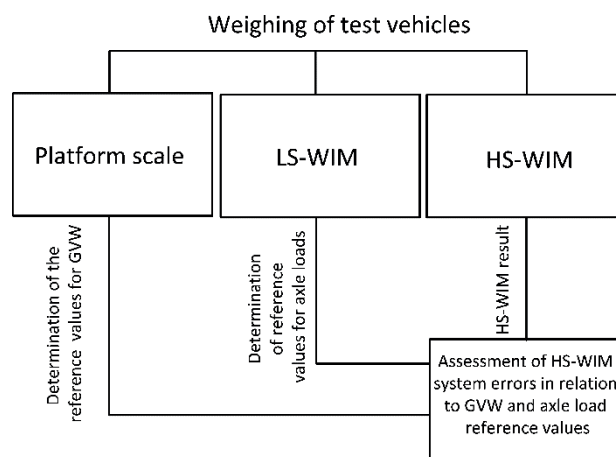 Weighing of test vehicles
Platform scale
LS-WIM
HS-WIM
Determination of the
reference values for GVW
Determination
of reference
values for axle loads
HS-WIM result
Assessment of HS-WIM
system errors in relation
to GVW and axle load
reference values